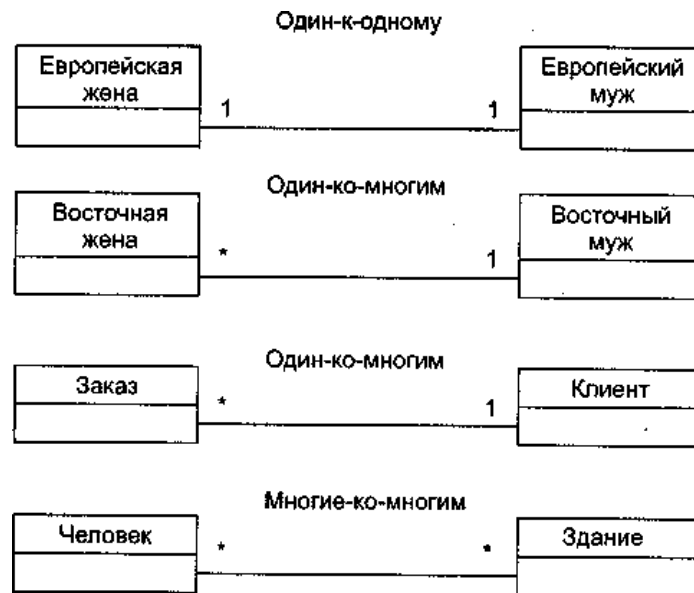 Один-к-одному
Европейская
жена
1
1
Европейский
муж
Один-ко-многим
Восточная
жена
*
1
Восточный
муж
Один-ко-многим
Заказ
*
1
Клиент
Многие-ко-многим
Человек
*
*
Здание